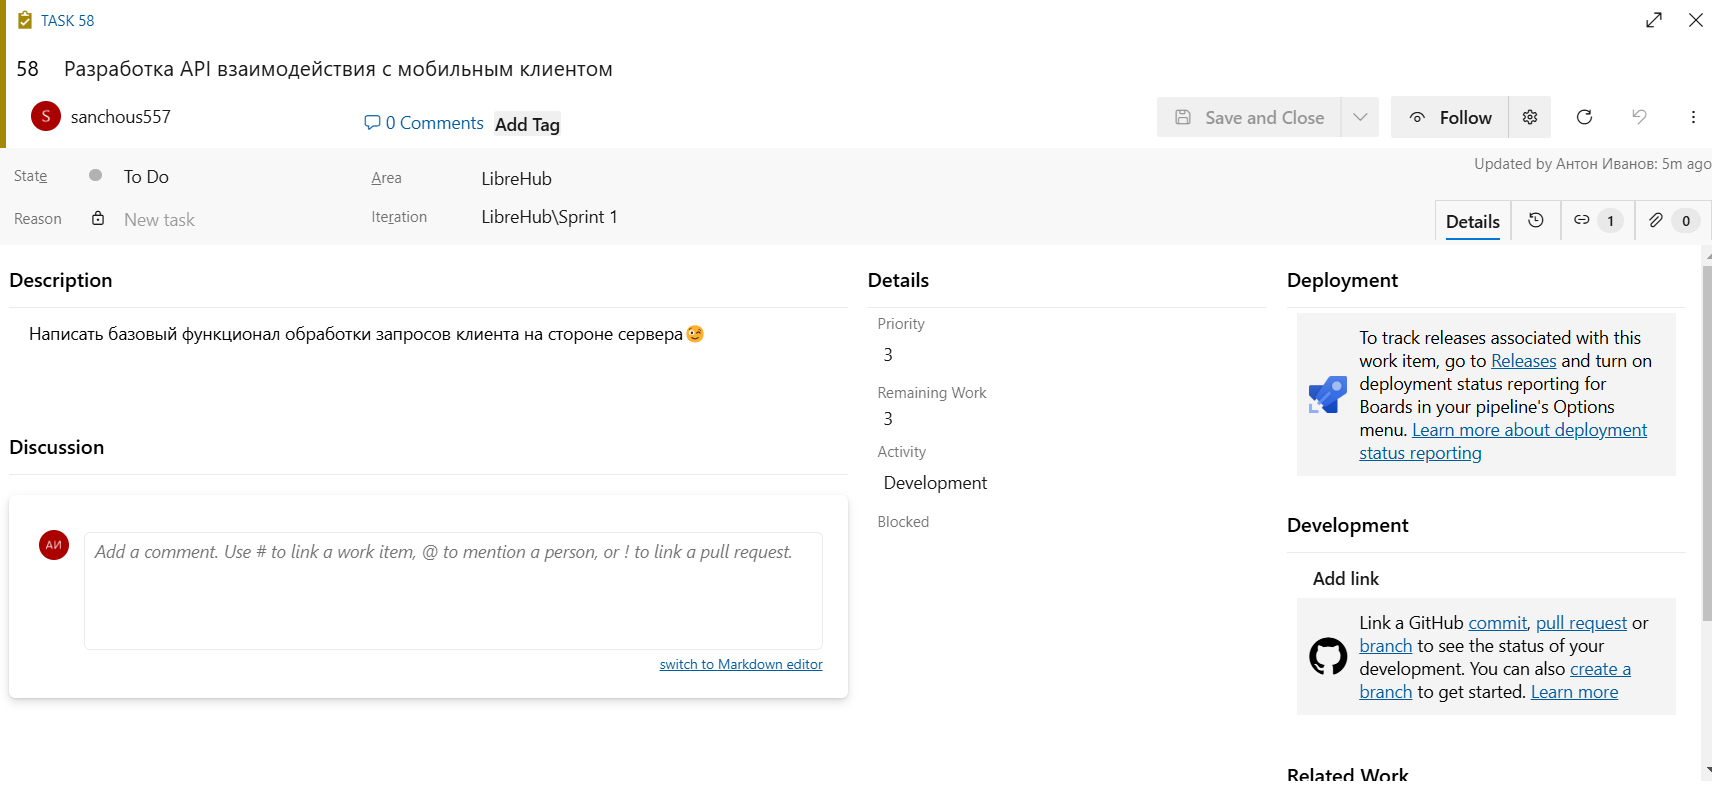 TASK 58
58 Разработка API взаимодействия с мобильным клиентом
S sanchous557 0 Comments Add Tag Save and Close Follow
Updated by Антон Иванов: 5m ago
State To Do Area LibreHub
Reason New task Iteration LibreHub\Sprint 1
Details 1 0
Description
Написать базовый функционал обработки запросов клиента на стороне сервера😉
Discussion
АИ Add a comment. Use # to link a work item, @ to mention a person, or ! to link a pull request.
switch to Markdown editor
Details
Priority
3
Remaining Work
3
Activity
Development
Blocked
Deployment
To track releases associated with this
work item, go to Releases and turn on
deployment status reporting for
Boards in your pipeline's Options
menu. Learn more about deployment
status reporting
Development
Add link
Link a GitHub commit, pull request or
branch to see the status of your
development. You can also create a
branch to get started. Learn more
Related Work